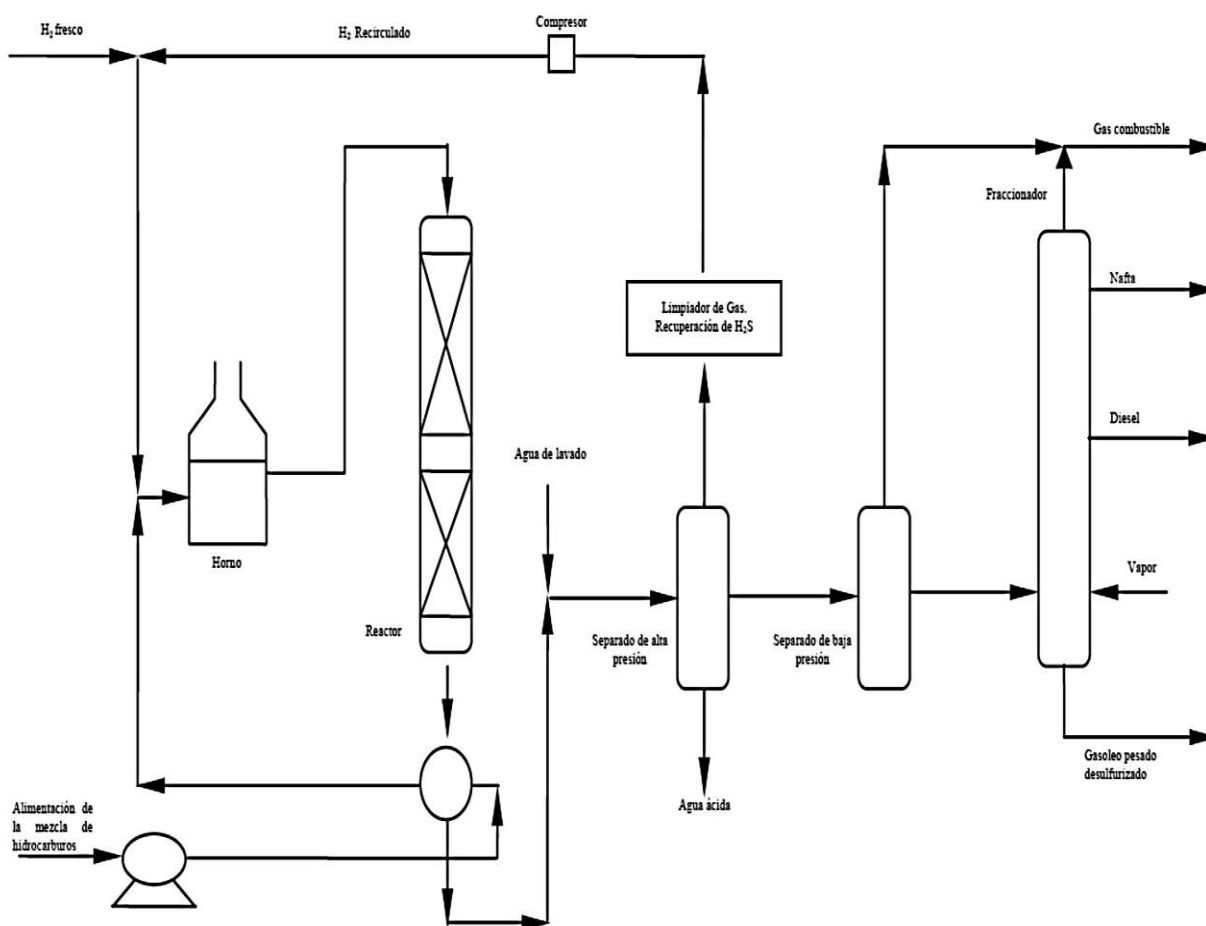 Compresor
H₂ fresco
H₂ Recirculado
Gas combustible
Fraccionador
Nafta
Limpiador de Gas.
Recuperación de H₂S
Diesel
Agua de lavado
Horno
Vapor
Reactor
Separado de alta
presión
Separado de baja
presión
Gasoleo pesado
desulfurizado
Agua ácida
Alimentación de
la mezcla de
hidrocarburos